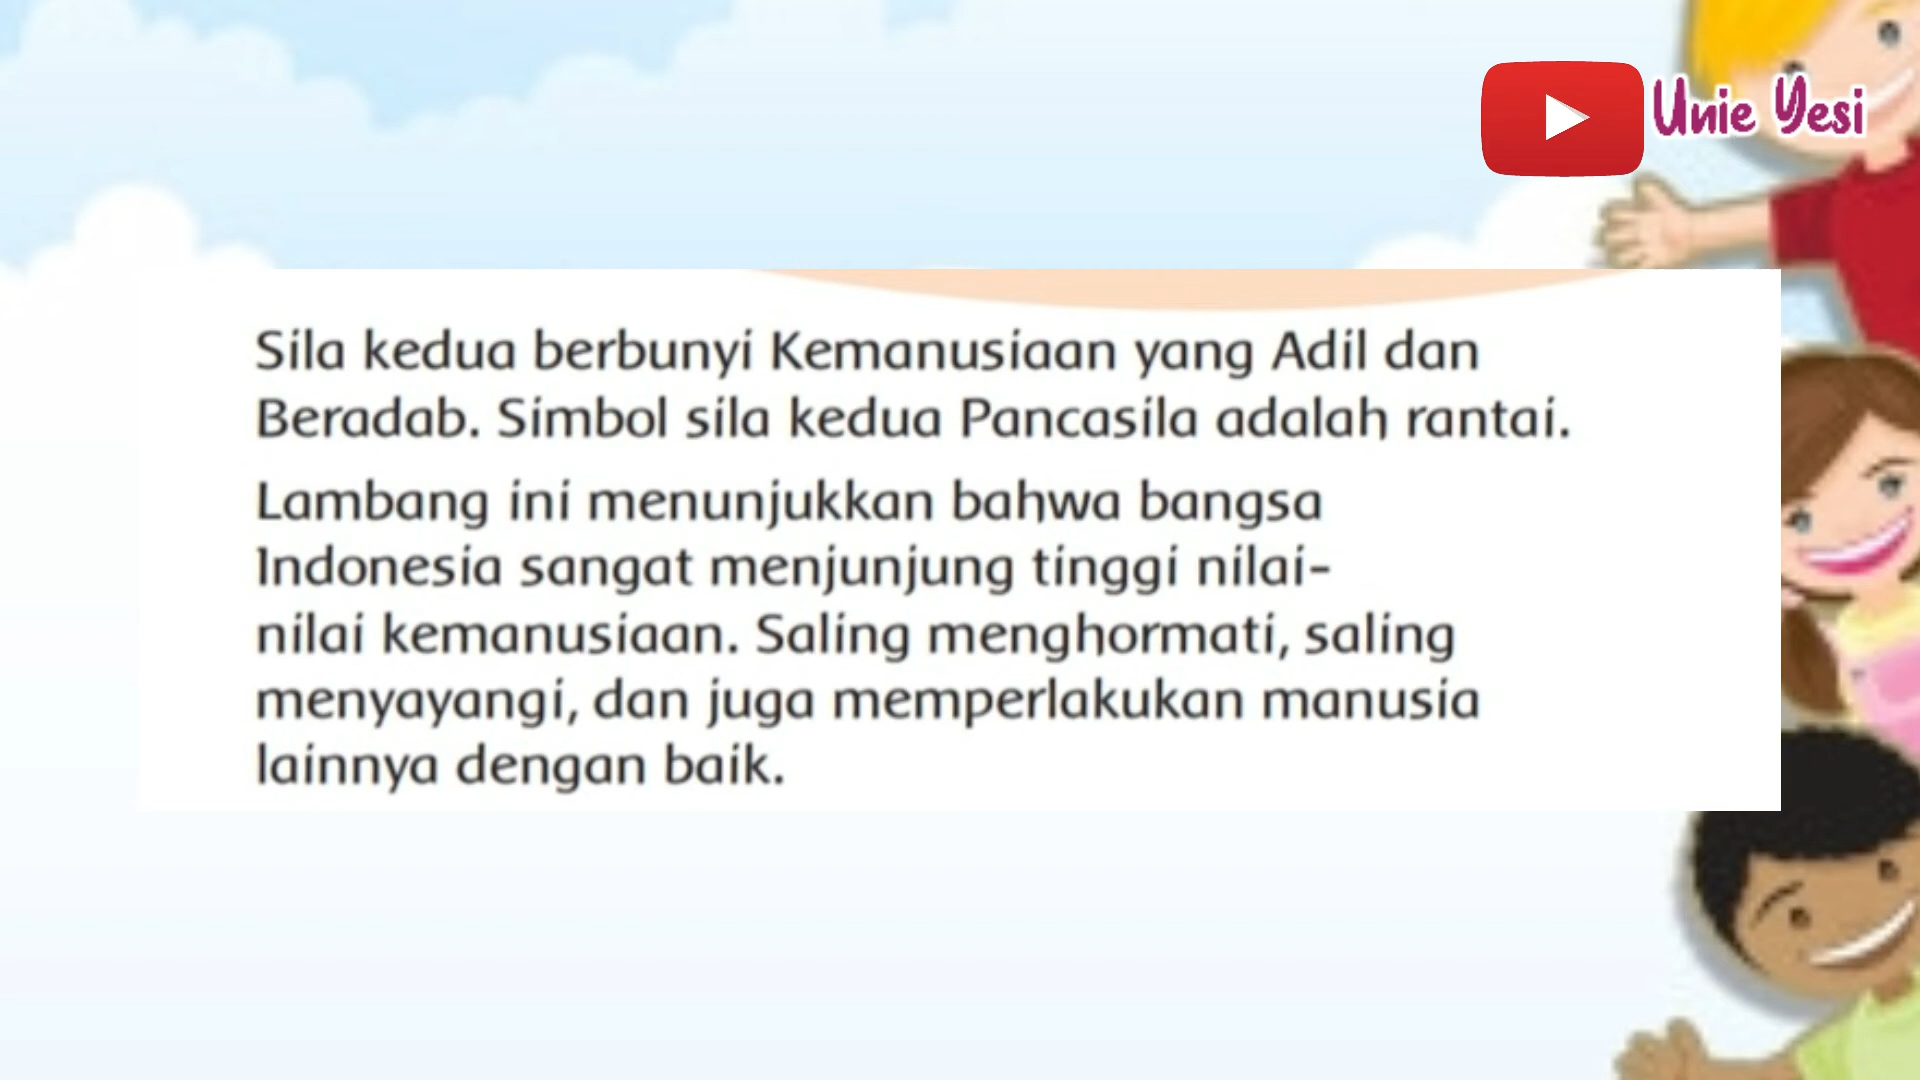 Unie Yesi
Sila kedua berbunyi Kemanusiaan yang Adil dan
Beradab. Simbol sila kedua Pancasila adalah rantai.
Lambang ini menunjukkan bahwa bangsa
Indonesia sangat menjunjung tinggi nilai-
nilai kemanusiaan. Saling menghormati, saling
menyayangi, dan juga memperlakukan manusia
lainnya dengan baik.